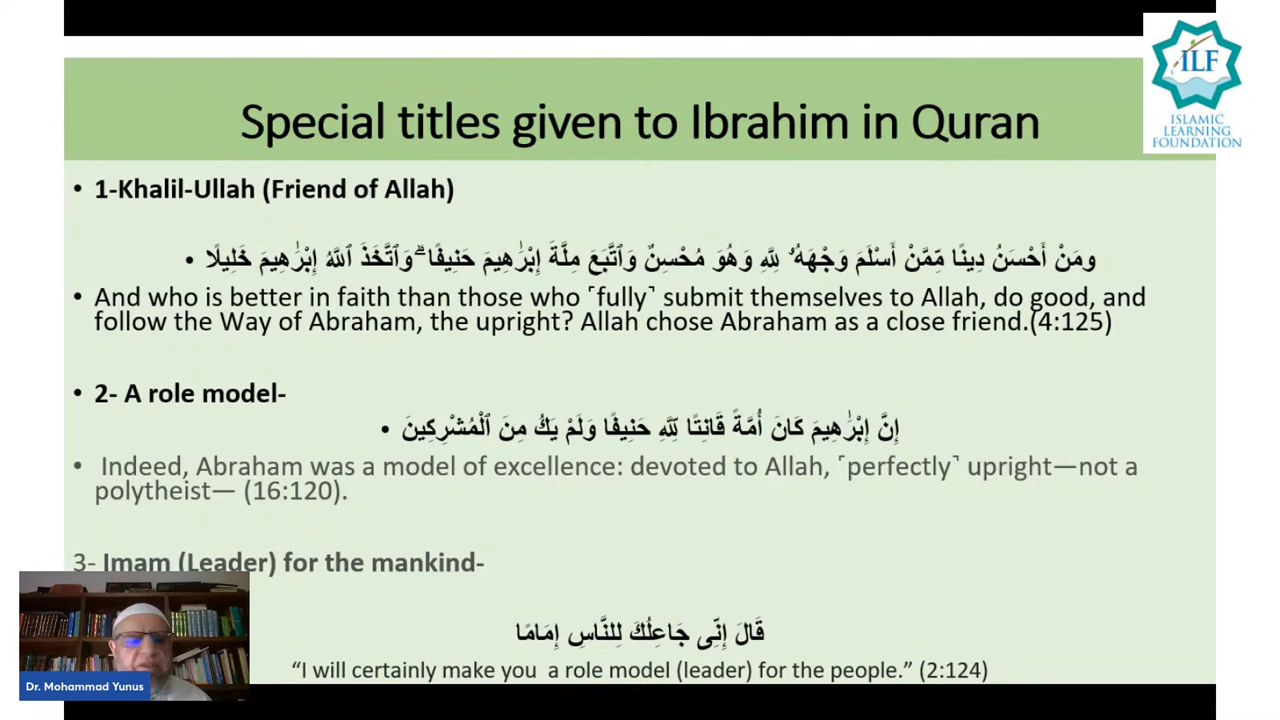 ILF
ISLAMIC
LEARNING
FOUNDATION
Special titles given to Ibrahim in Quran
• 1-Khalil-Ullah (Friend of Allah)
• وَمَنْ أَحْسَنُ دِينًا مِّمَّنْ أَسْلَمَ وَجْهَهُۥ لِلَّهِ وَهُوَ مُحْسِنٌ وَٱتَّبَعَ مِلَّةَ إِبْرَٰهِيمَ حَنِيفًا ۗ وَٱتَّخَذَ ٱللَّهُ إِبْرَٰهِيمَ خَلِيلًا
• And who is better in faith than those who ˹fully˺ submit themselves to Allah, do good, and
follow the Way of Abraham, the upright? Allah chose Abraham as a close friend.(4:125)
• 2- A role model-
• إِنَّ إِبْرَٰهِيمَ كَانَ أُمَّةً قَانِتًا لِّلَّهِ حَنِيفًا وَلَمْ يَكُ مِنَ ٱلْمُشْرِكِينَ
• Indeed, Abraham was a model of excellence: devoted to Allah, ˹perfectly˺ upright—not a
polytheist— (16:120).
3- Imam (Leader) for the mankind-
قَالَ إِنِّى جَاعِلُكَ لِلنَّاسِ إِمَامًا
“I will certainly make you a role model (leader) for the people.” (2:124)
Dr. Mohammad Yunus